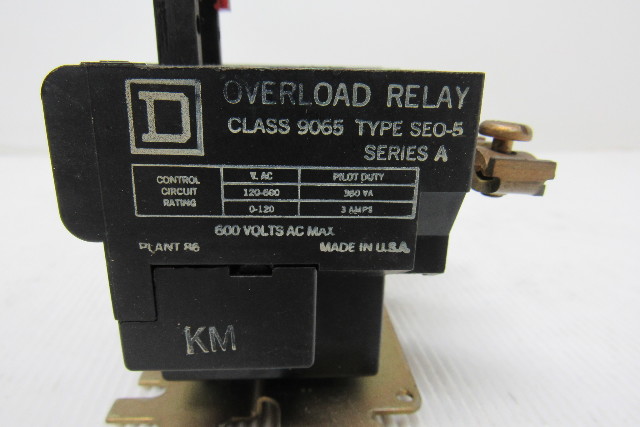 D
OVERLOAD RELAY
CLASS 9065 TYPE SEO-5
SERIES A
CONTROL CIRCUIT RATING
V. AC PILOT DUTY
120-600 360 VA
0-120 3 AMPS
600 VOLTS AC MAX
PLANT 86 MADE IN U.S.A.
KM